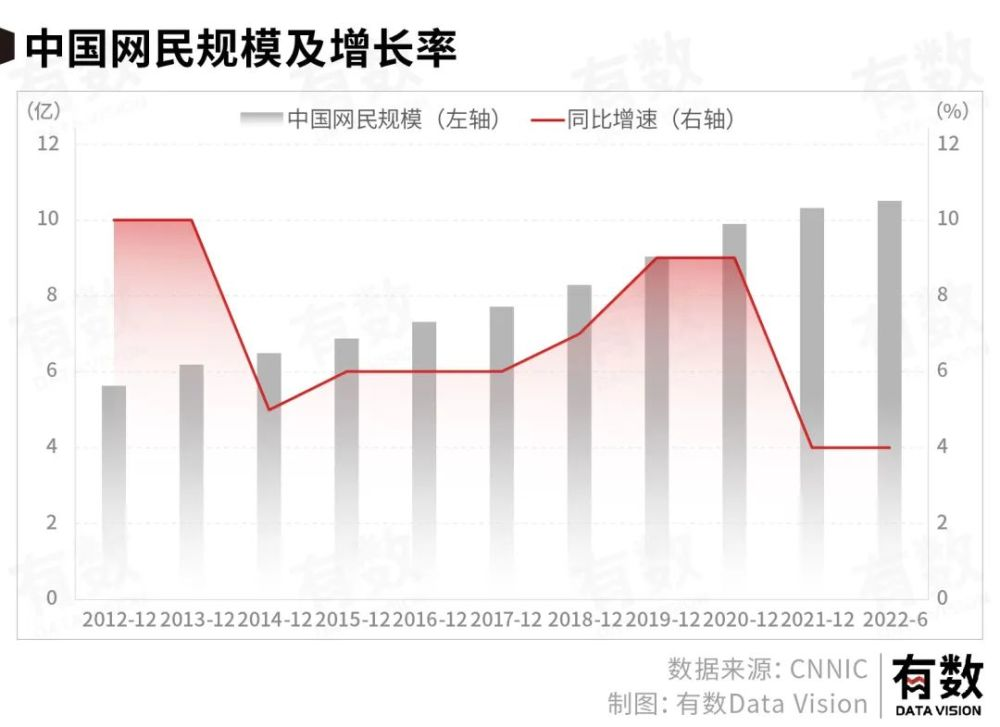 中国网民规模及增长率
(亿) 中国网民规模（左轴） 同比增速（右轴） (%)
12 12
10 10
8 8
6 6
4 4
2 2
0 0
2012-12 2013-12 2014-12 2015-12 2016-12 2017-12 2018-12 2019-12 2020-12 2021-12 2022-6
数据来源：CNNIC
制图：有数Data Vision
有数
DATA VISION